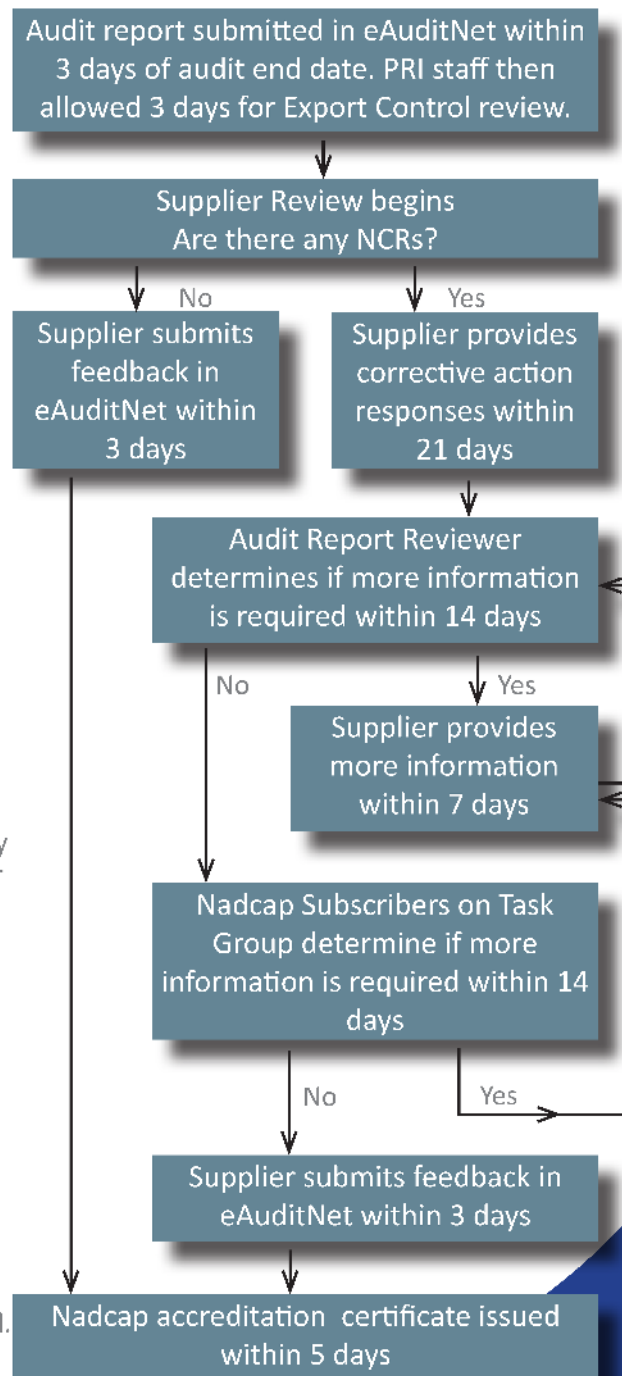 Audit report submitted in eAuditNet within
3 days of audit end date. PRI staff then
allowed 3 days for Export Control review.
Supplier Review begins
Are there any NCRs?
No
Yes
Supplier submits
feedback in
eAuditNet within
3 days
Supplier provides
corrective action
responses within
21 days
Audit Report Reviewer
determines if more information
is required within 14 days
No
Yes
Supplier provides
more information
within 7 days
Nadcap Subscribers on Task
Group determine if more
information is required within 14
days
No
Yes
Supplier submits feedback in
eAuditNet within 3 days
Nadcap accreditation certificate issued
within 5 days